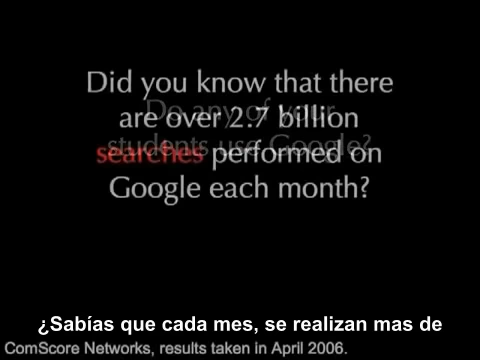 Did you know that there
are over 2.7 billion
searches performed on
Google each month?
Do any of your
students use Google?
¿Sabías que cada mes, se realizan mas de
ComScore Networks, results taken in April 2006.